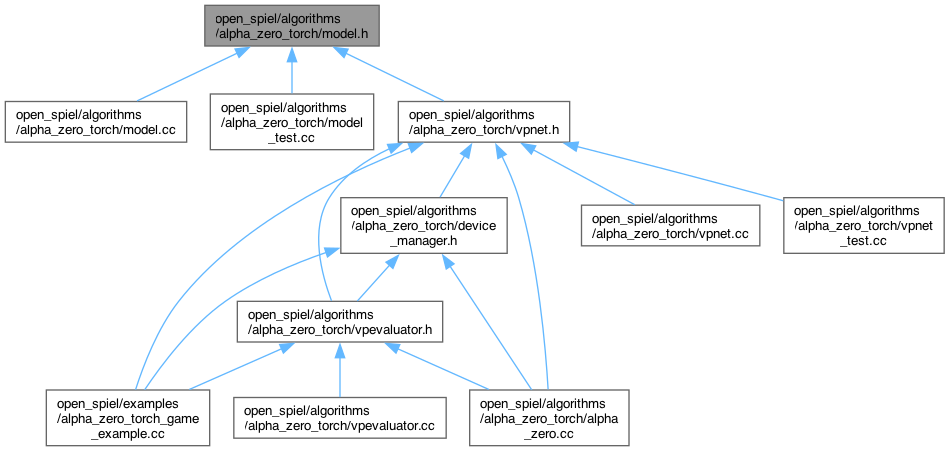 open_spiel/algorithms
/alpha_zero_torch/model.h
open_spiel/algorithms
/alpha_zero_torch/model.cc
open_spiel/algorithms
/alpha_zero_torch/model
_test.cc
open_spiel/algorithms
/alpha_zero_torch/vpnet.h
open_spiel/algorithms
/alpha_zero_torch/device
_manager.h
open_spiel/algorithms
/alpha_zero_torch/vpnet.cc
open_spiel/algorithms
/alpha_zero_torch/vpnet
_test.cc
open_spiel/algorithms
/alpha_zero_torch/vpevaluator.h
open_spiel/examples
/alpha_zero_torch_game
_example.cc
open_spiel/algorithms
/alpha_zero_torch/vpevaluator.cc
open_spiel/algorithms
/alpha_zero_torch/alpha
_zero.cc